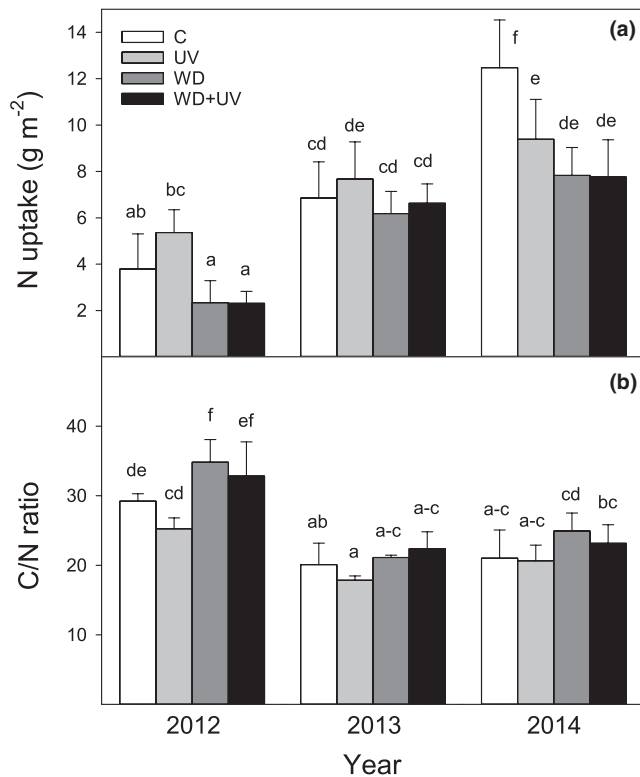 (a)
C
UV
WD
WD+UV
N uptake (g m⁻²)
14
12
10
8
6
4
2
ab bc a a
cd de cd cd
f e de de
(b)
C/N ratio
40
30
20
10
de cd f ef
ab a a-c a-c
a-c a-c cd bc
2012 2013 2014
Year